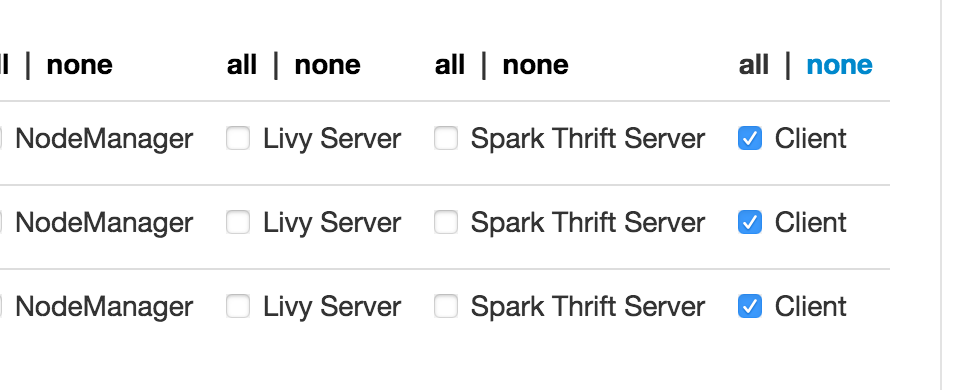 all | none all | none all | none
NodeManager Livy Server Spark Thrift Server Client
NodeManager Livy Server Spark Thrift Server Client
NodeManager Livy Server Spark Thrift Server Client